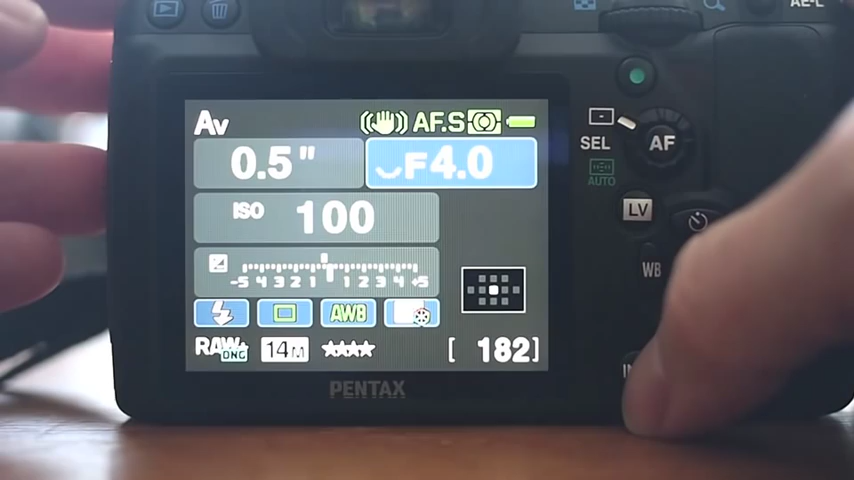 AE-L
Av AF.S
0.5" F4.0
ISO 100
-5 4 3 2 1 1 2 3 4 +5
AWB
RAW+ DNG 14M ★★★★ [ 182]
PENTAX
SEL AF
AUTO
LV
WB